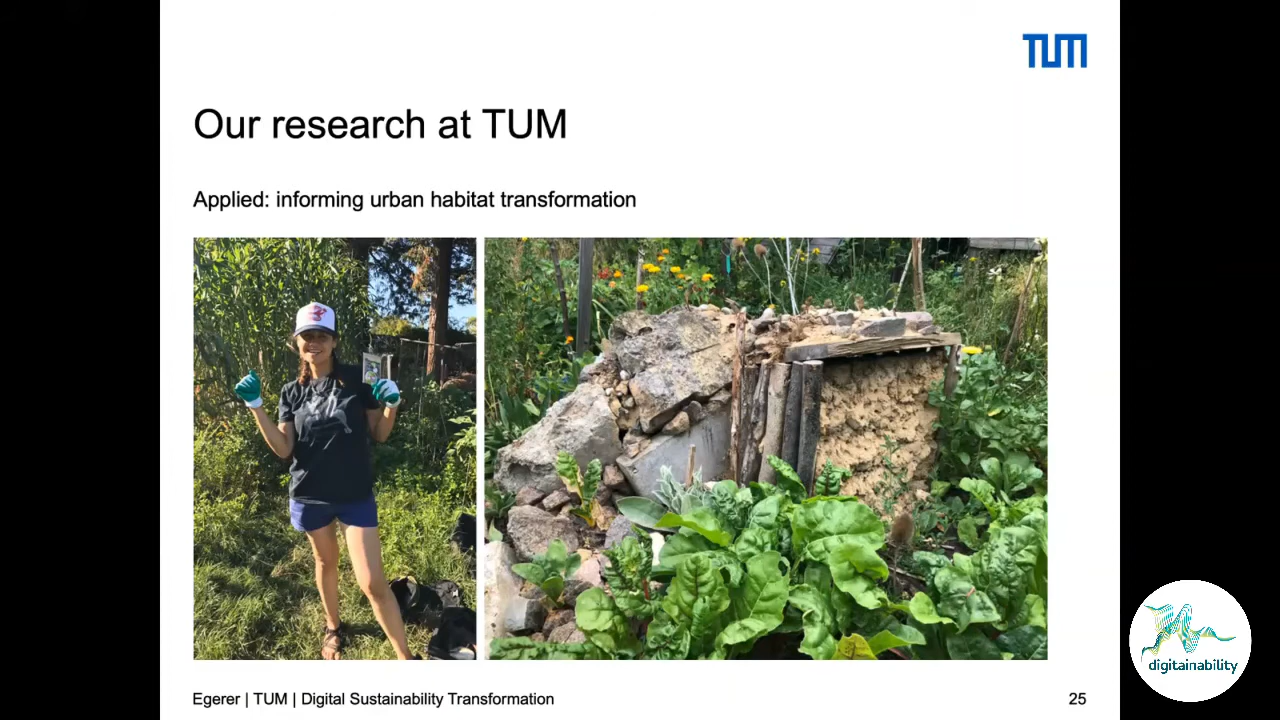 TUM
Our research at TUM
Applied: informing urban habitat transformation
Egerer | TUM | Digital Sustainability Transformation
25
digitainability